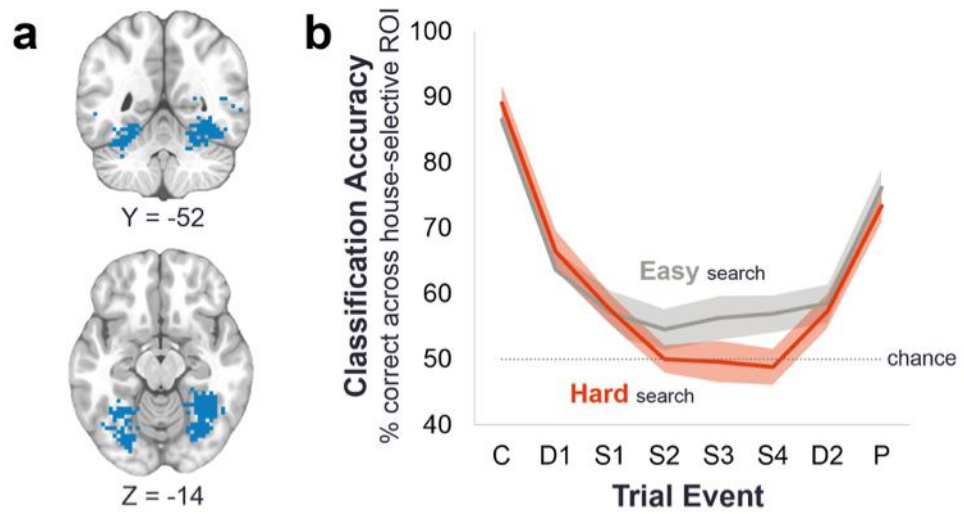 a
Y = -52
Z = -14
b
Classification Accuracy
% correct across house-selective ROI
100
90
80
70
60
50
40
Easy search
chance
Hard search
C D1 S1 S2 S3 S4 D2 P
Trial Event